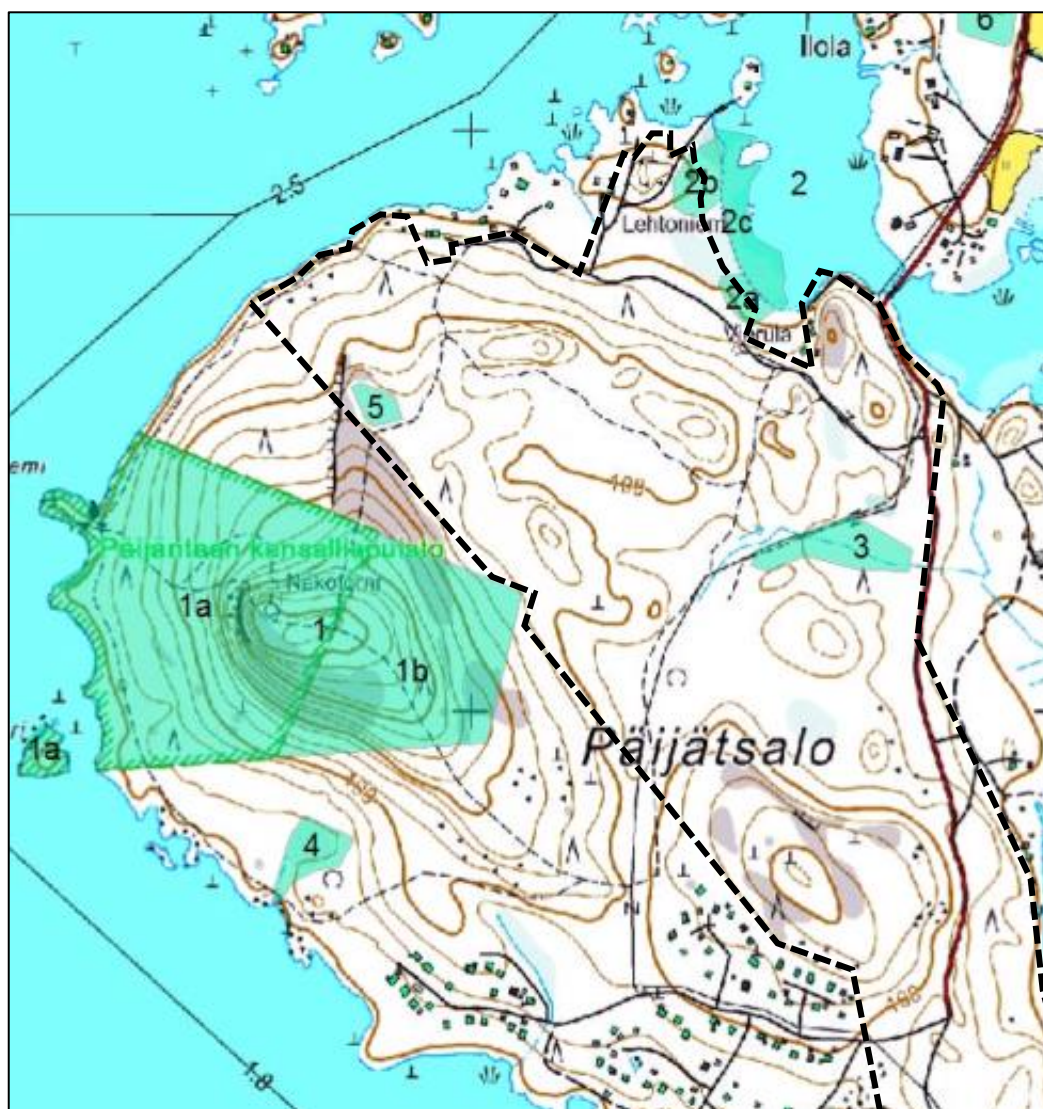 6
Ilola
2.5
2b
2
Lehtoniemi
2c
2a
5
100
3
Päijänteen kansallispuisto
Näkötorni
1a
1
1b
Päijätsalo
1a
100
4
100
1.8